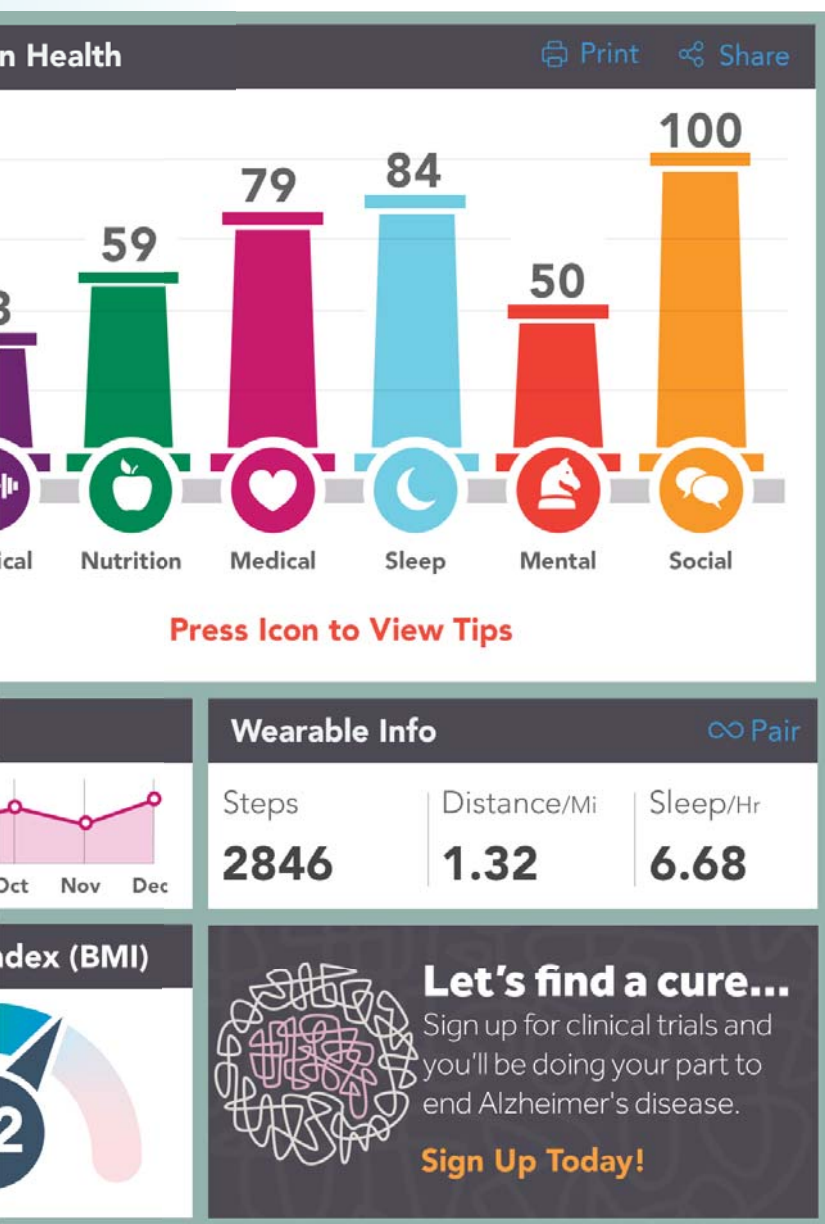 n Health
Print
Share
100
84
79
59
50
3
ical
Nutrition
Medical
Sleep
Mental
Social
Press Icon to View Tips
Wearable Info
Pair
Steps
Distance/Mi
Sleep/Hr
2846
1.32
6.68
Oct
Nov
Dec
ndex (BMI)
2
Let's find a cure...
Sign up for clinical trials and
you'll be doing your part to
end Alzheimer's disease.
Sign Up Today!